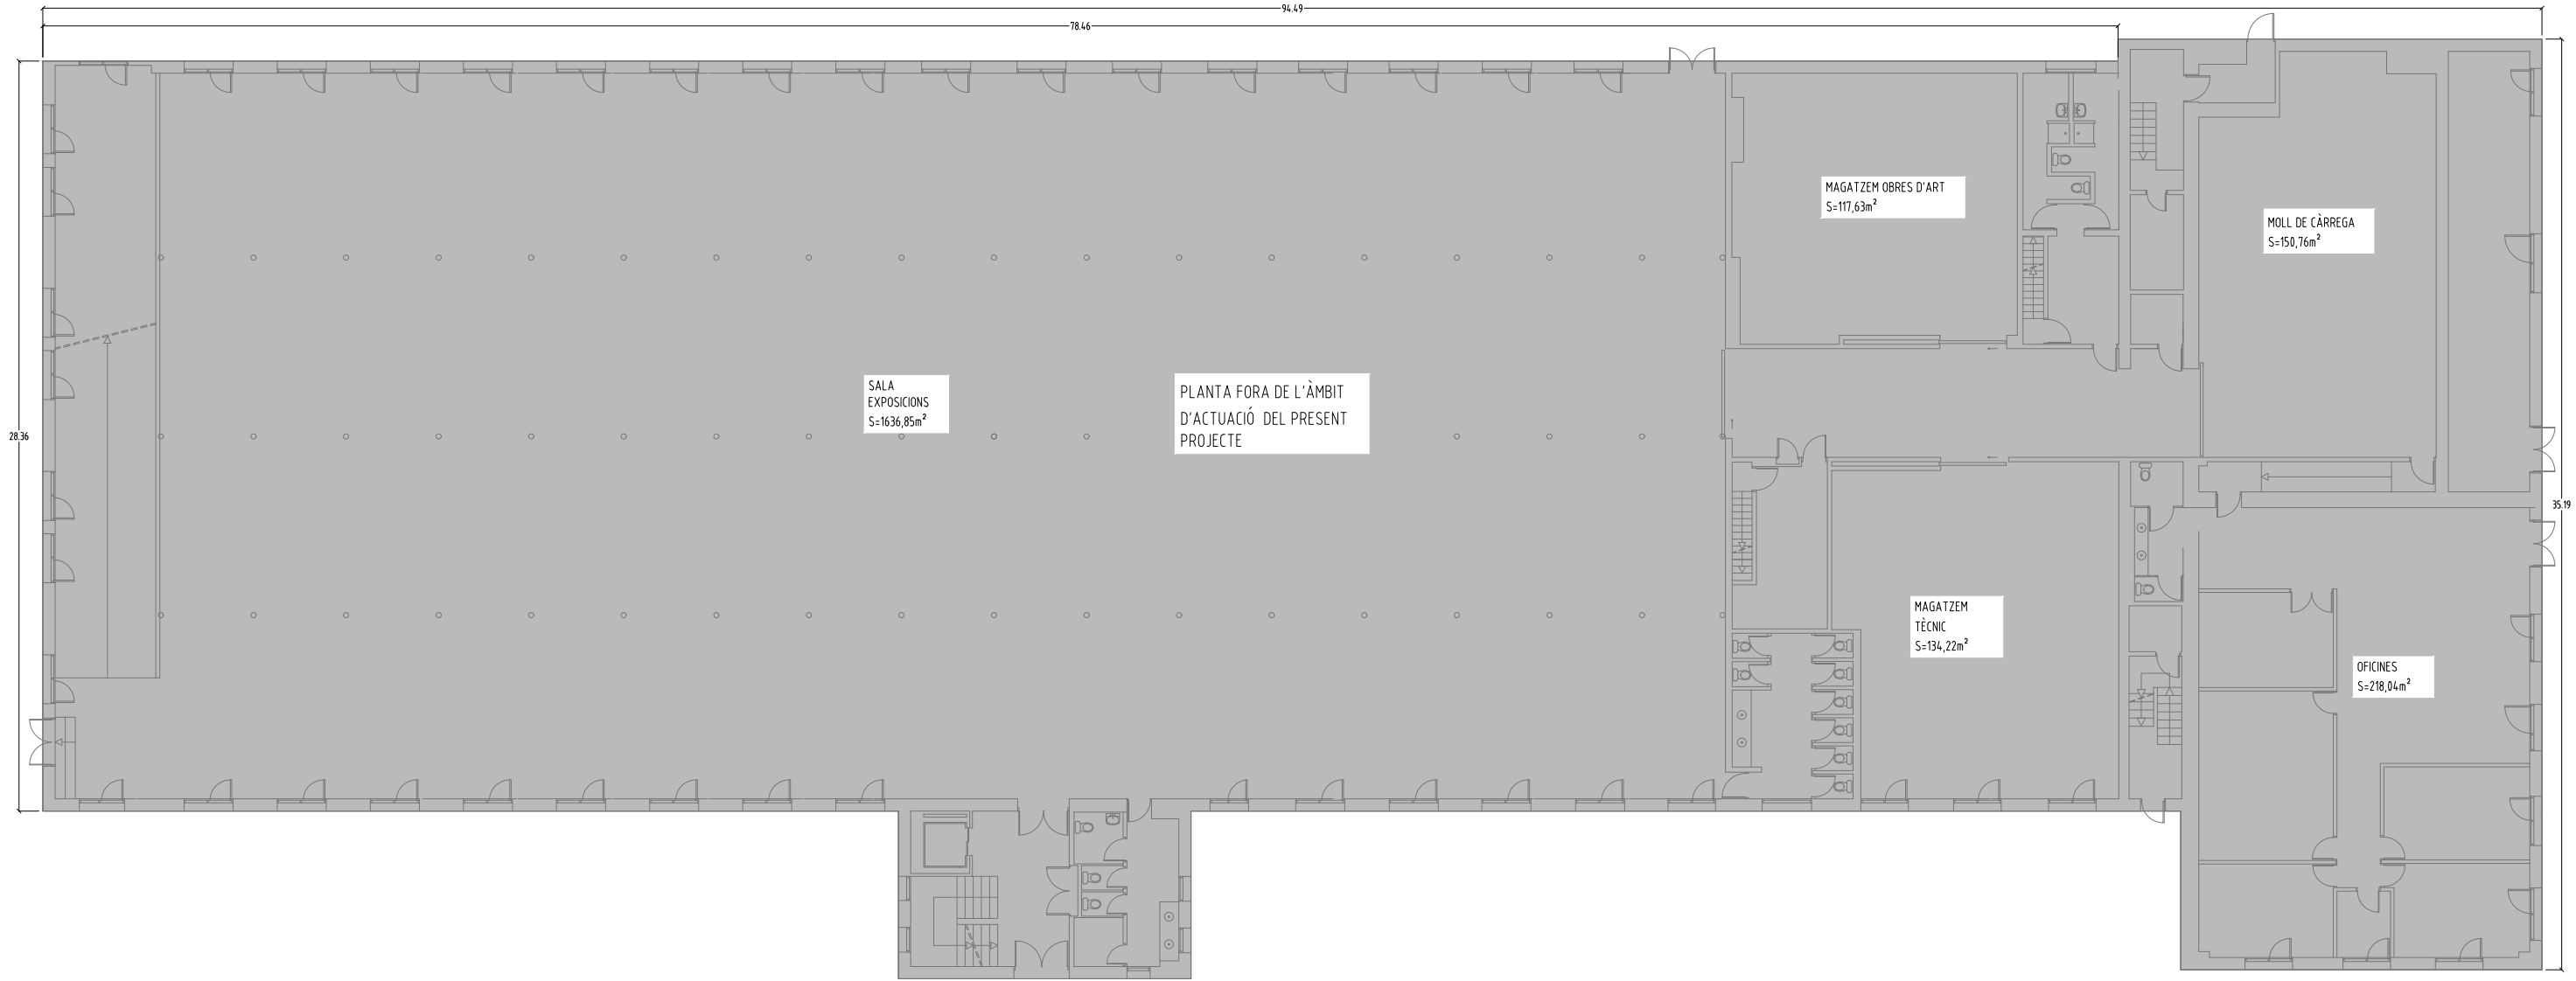 94.49
78.46
MAGATZEM OBRES D'ART
S=117,63m²
MOLL DE CÀRREGA
S=150,76m²
SALA
EXPOSICIONS
S=1636,85m²
PLANTA FORA DE L'ÀMBIT
D'ACTUACIÓ DEL PRESENT
PROJECTE
28.36
35.19
MAGATZEM
TÈCNIC
S=134,22m²
OFICINES
S=218,04m²